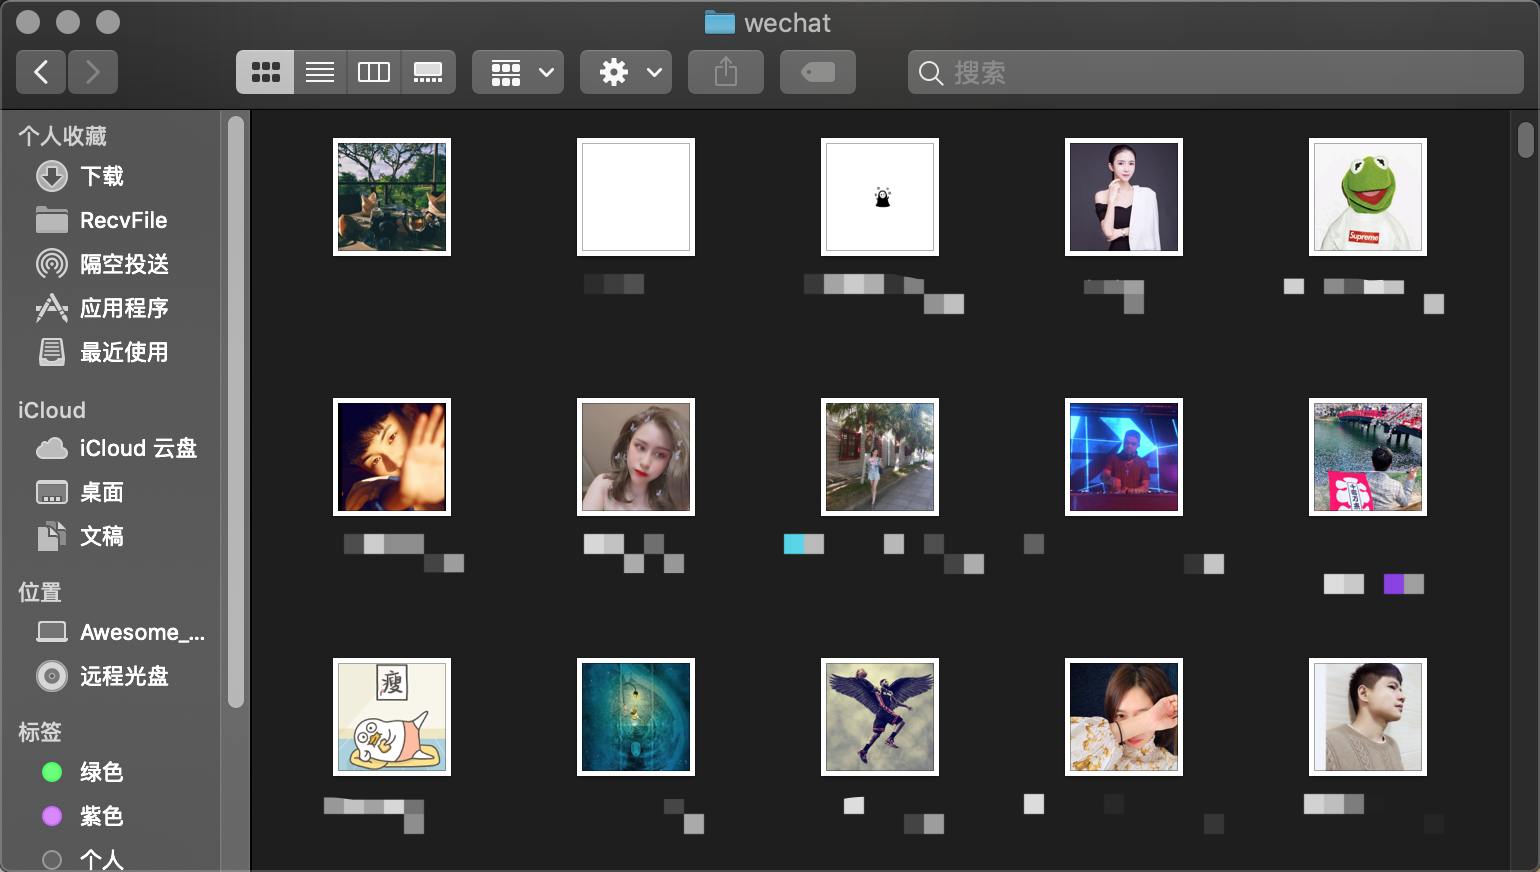 wechat
搜索
个人收藏
下载
RecvFile
隔空投送
应用程序
最近使用
iCloud
iCloud 云盘
桌面
文稿
位置
Awesome_...
远程光盘
标签
绿色
紫色
个人
Supreme
瘦